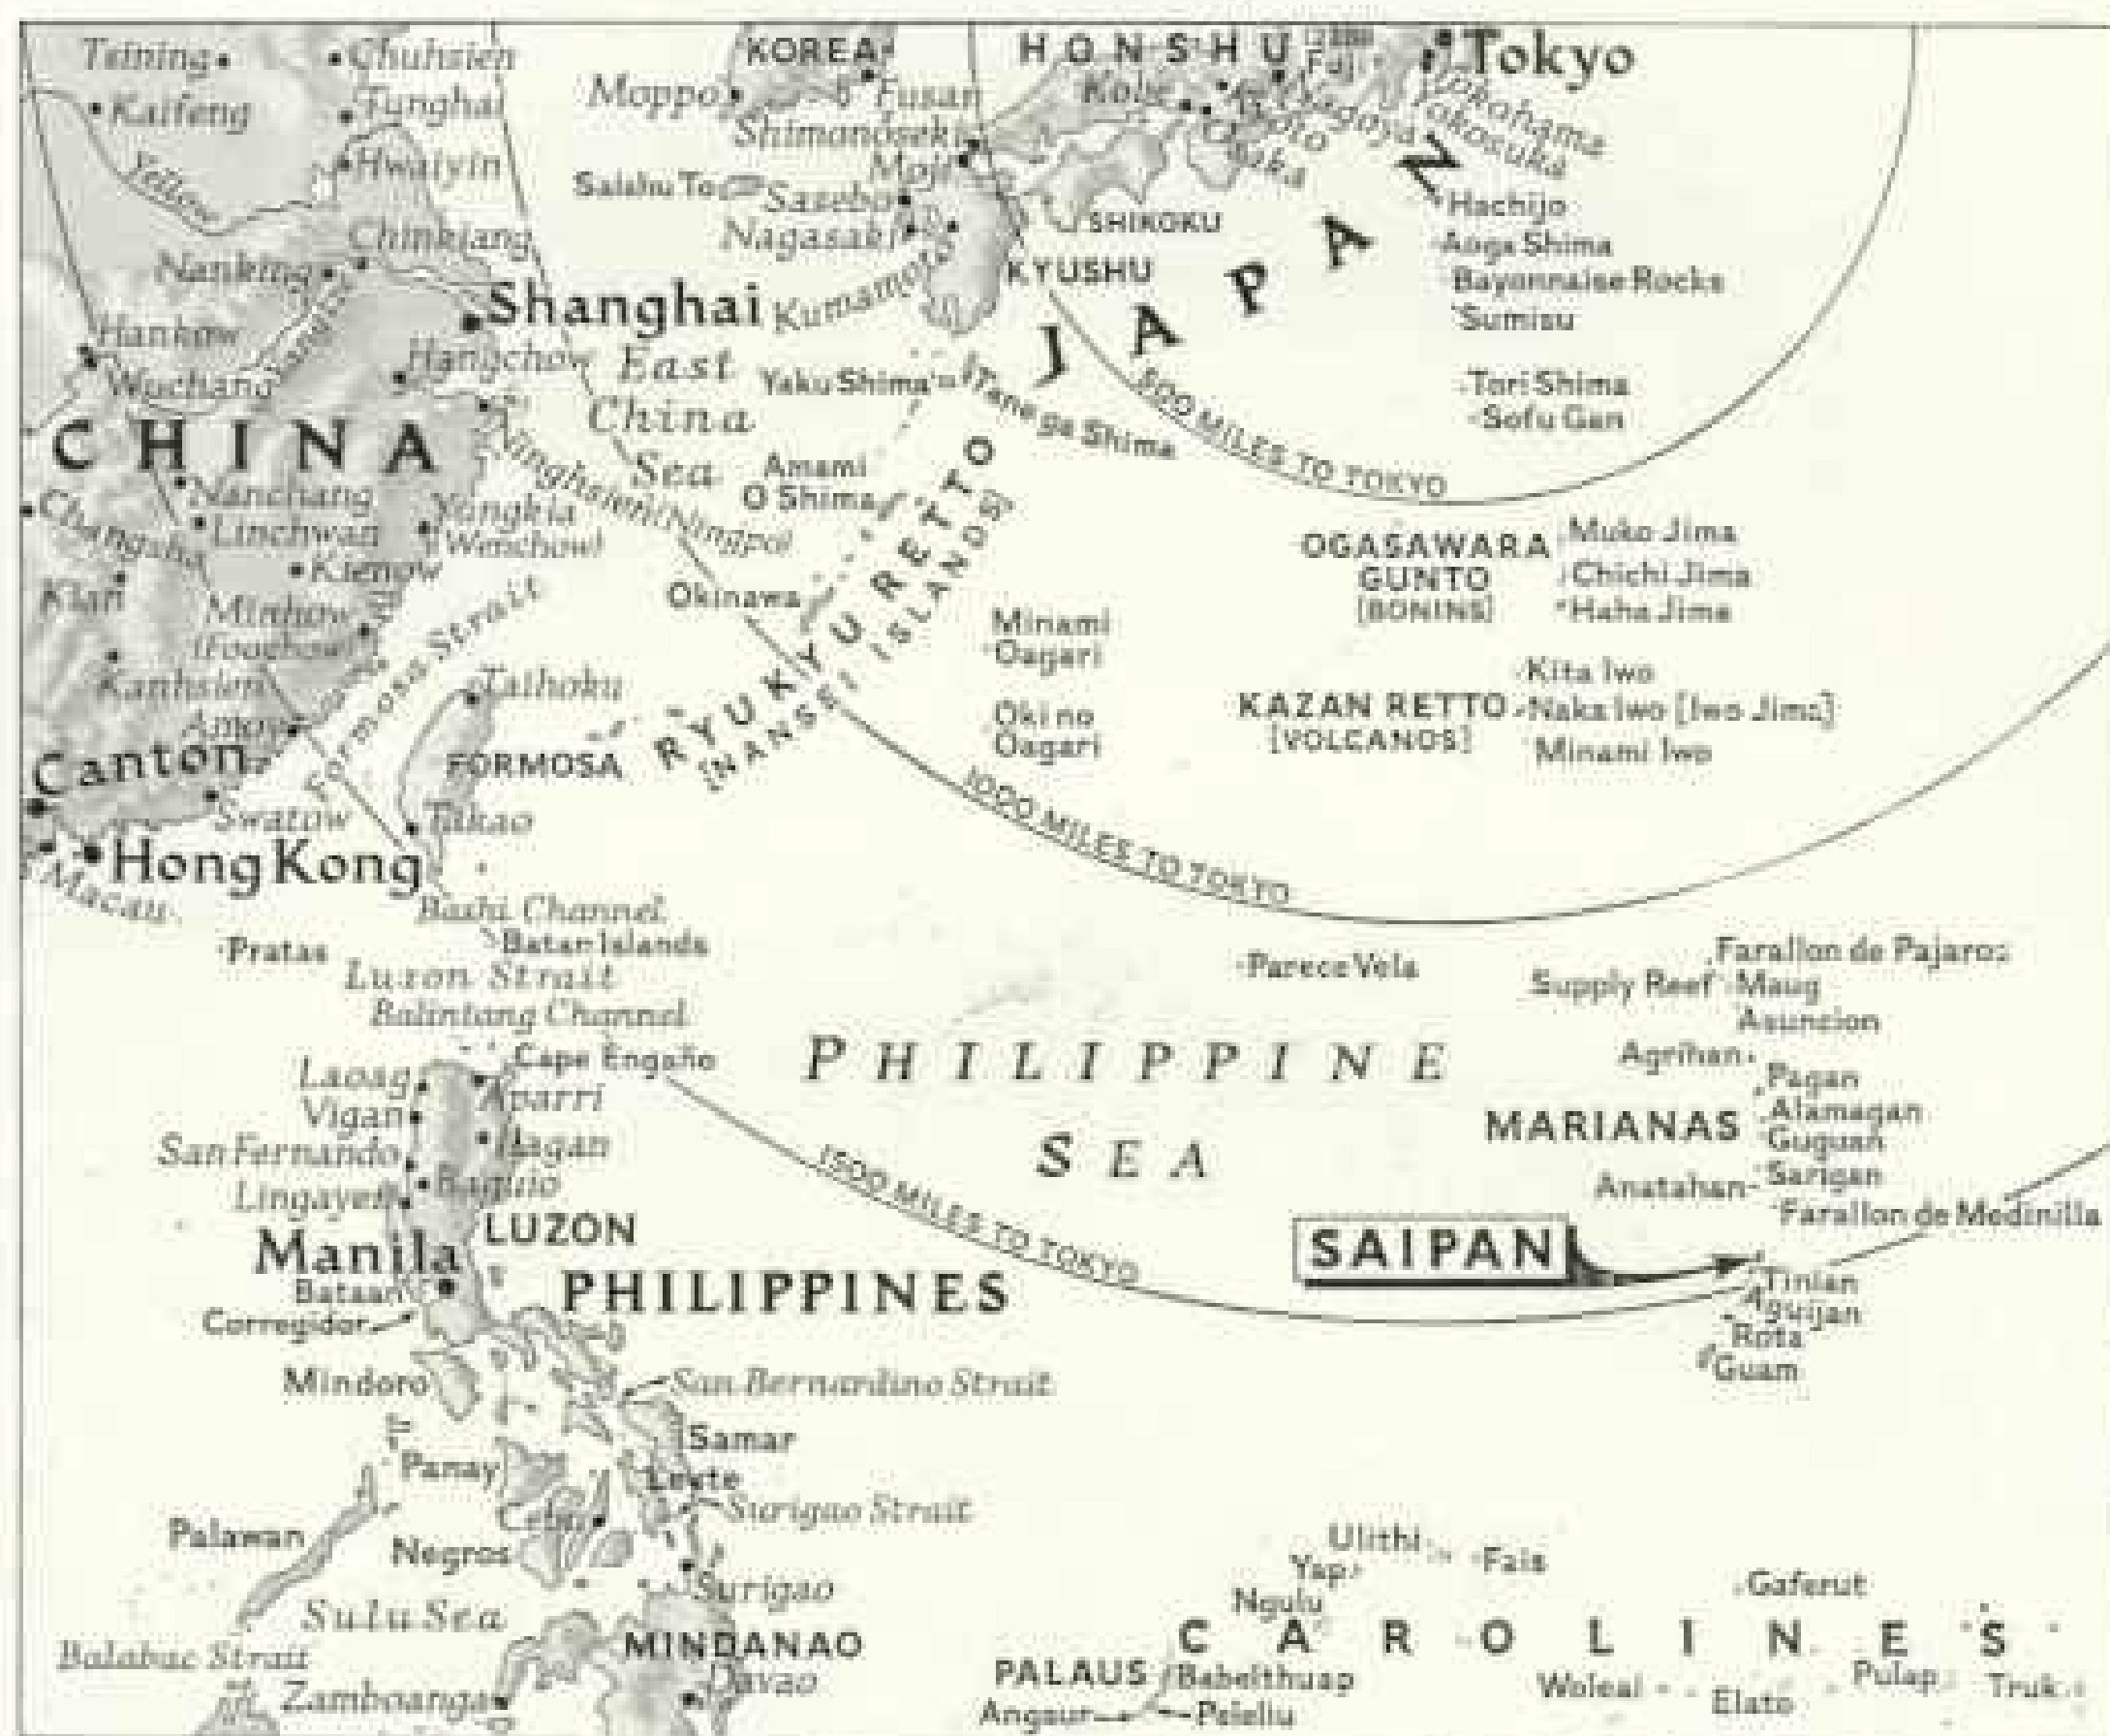 Tsining
Chuhsien
KOREA
HONSHU
Fuji
Tokyo
Kaifeng
Tunghai
Moppo
Fusan
Kobe
Nagoya
Yokohama
Yokosuka
Shimonoseki
Kyoto
Osaka
Yellow
Hwaiyin
Moji
Saishu To
Sasebo
Nagasaki
SHIKOKU
Hachijo
JAPAN
Aoga Shima
Chinkiang
Nanking
KYUSHU
Bayonnaise Rocks
Shanghai
Kumamoto
Sumisu
Hankow
Yangtze
Hangchow
Wuchang
East
China
Sea
Yaku Shima
Tane ga Shima
500 MILES TO TOKYO
Tori Shima
Sofu Gan
CHINA
Ninghsien (Ningpo)
Amami
O Shima
Nanchang
Changsha
Linchwan
Yungkia
(Wenchow)
Kienow
Kian
Minhow
(Foochow)
Formosa Strait
Okinawa
RYUKYU RETTO
[NANSEI ISLANDS]
OGASAWARA
GUNTO
[BONINS]
Muko Jima
Chichi Jima
Haha Jima
Minami
Oagari
Kanhsien
Amoy
Taihoku
Oki no
Oagari
KAZAN RETTO
[VOLCANOS]
Kita Iwo
Naka Iwo [Iwo Jima]
Minami Iwo
Canton
FORMOSA
Swatow
Takao
1000 MILES TO TOKYO
Hong Kong
Macau
Bashi Channel
Batan Islands
Pratas
Luzon Strait
Balintang Channel
Parece Vela
Farallon de Pajaros
Supply Reef
Maug
Asuncion
PHILIPPINE
SEA
Cape Engaño
Laoag
Aparri
Vigan
Agrihan
Pagan
MARIANAS
Alamagan
Guguan
Ilagan
San Fernando
Baguio
Lingayen
1500 MILES TO TOKYO
Anatahan
Sarigan
Farallon de Medinilla
LUZON
Manila
SAIPAN
Bataan
PHILIPPINES
Tinian
Aguijan
Corregidor
Rota
Guam
Mindoro
San Bernardino Strait
Samar
Panay
Leyte
Cebu
Surigao Strait
Palawan
Negros
Ulithi
Yap
Fais
Ngulu
Gaferut
Surigao
Sulu Sea
CAROLINES
Balabac Strait
MINDANAO
Davao
PALAUS
Babelthuap
Woleai
Elato
Pulap
Truk
Zamboanga
Angaur
Peleliu